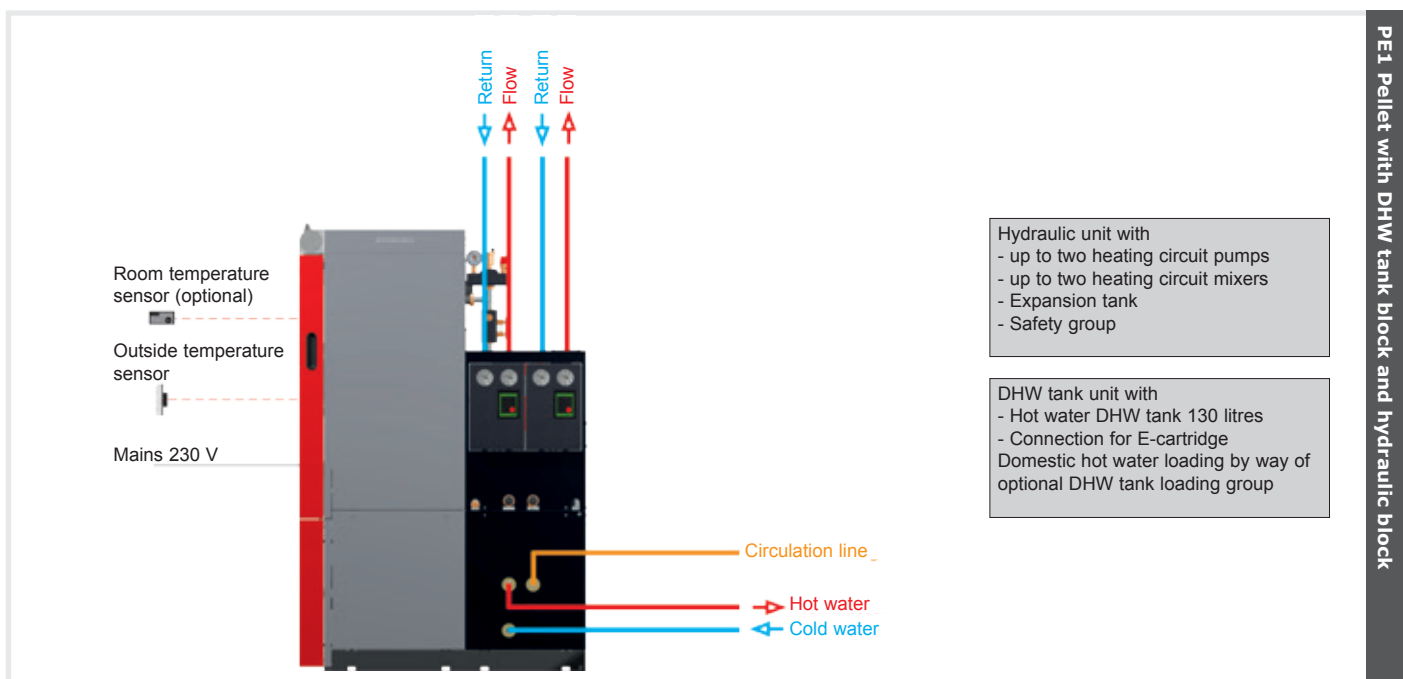 Return
Flow
Return
Flow
Room temperature
sensor (optional)
Outside temperature
sensor
Mains 230 V
Circulation line
Hot water
Cold water
Hydraulic unit with
- up to two heating circuit pumps
- up to two heating circuit mixers
- Expansion tank
- Safety group
DHW tank unit with
- Hot water DHW tank 130 litres
- Connection for E-cartridge
Domestic hot water loading by way of
optional DHW tank loading group
PE1 Pellet with DHW tank block and hydraulic block